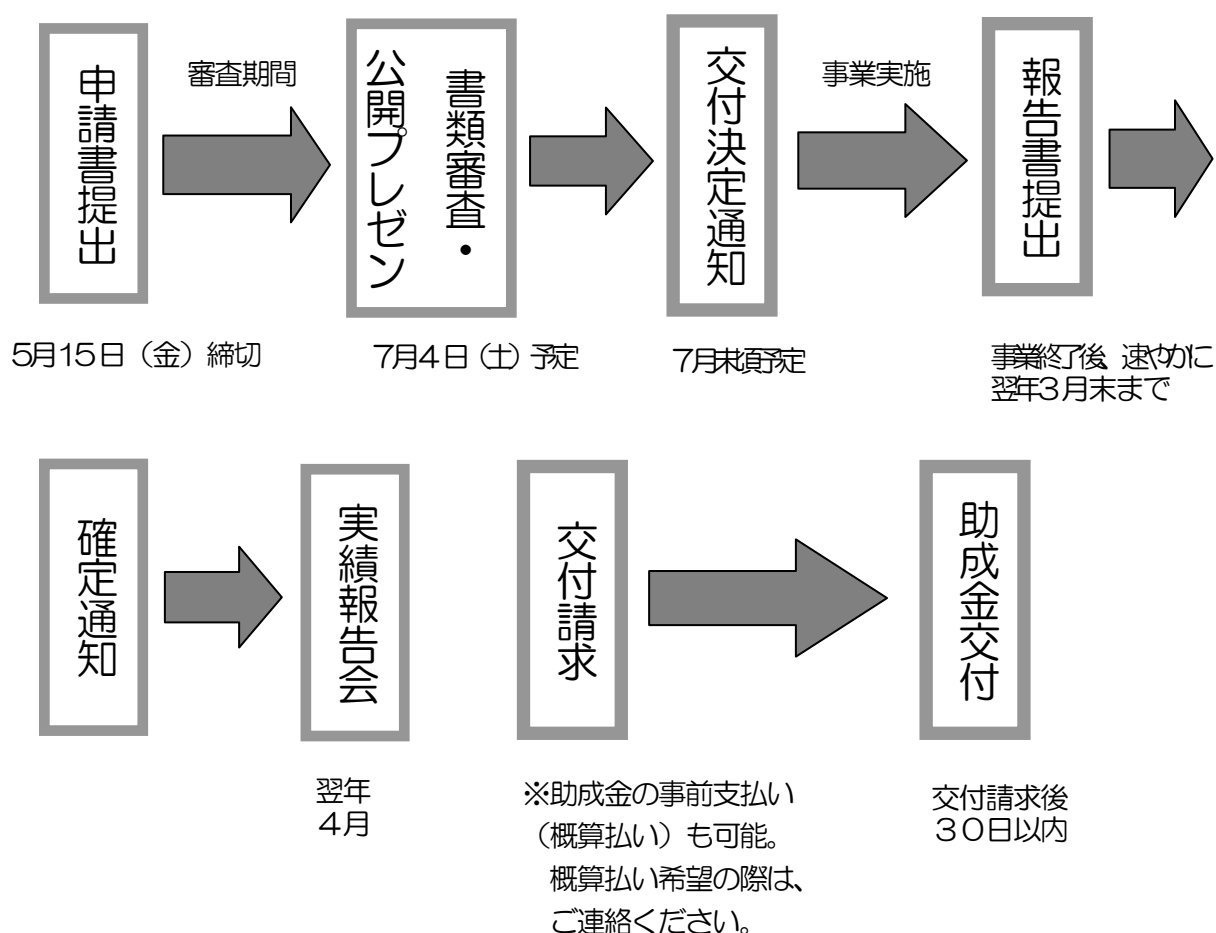 申請書提出
審査期間
書類審査・
公開プレゼン
交付決定通知
事業実施
報告書提出
5月15日（金）締切
7月4日（土）予定
7月末頃予定
事業終了後、速やかに
翌年3月末まで
確定通知
実績報告会
交付請求
助成金交付
翌年
4月
※助成金の事前支払い
（概算払い）も可能。
概算払い希望の際は、
ご連絡ください。
交付請求後
30日以内